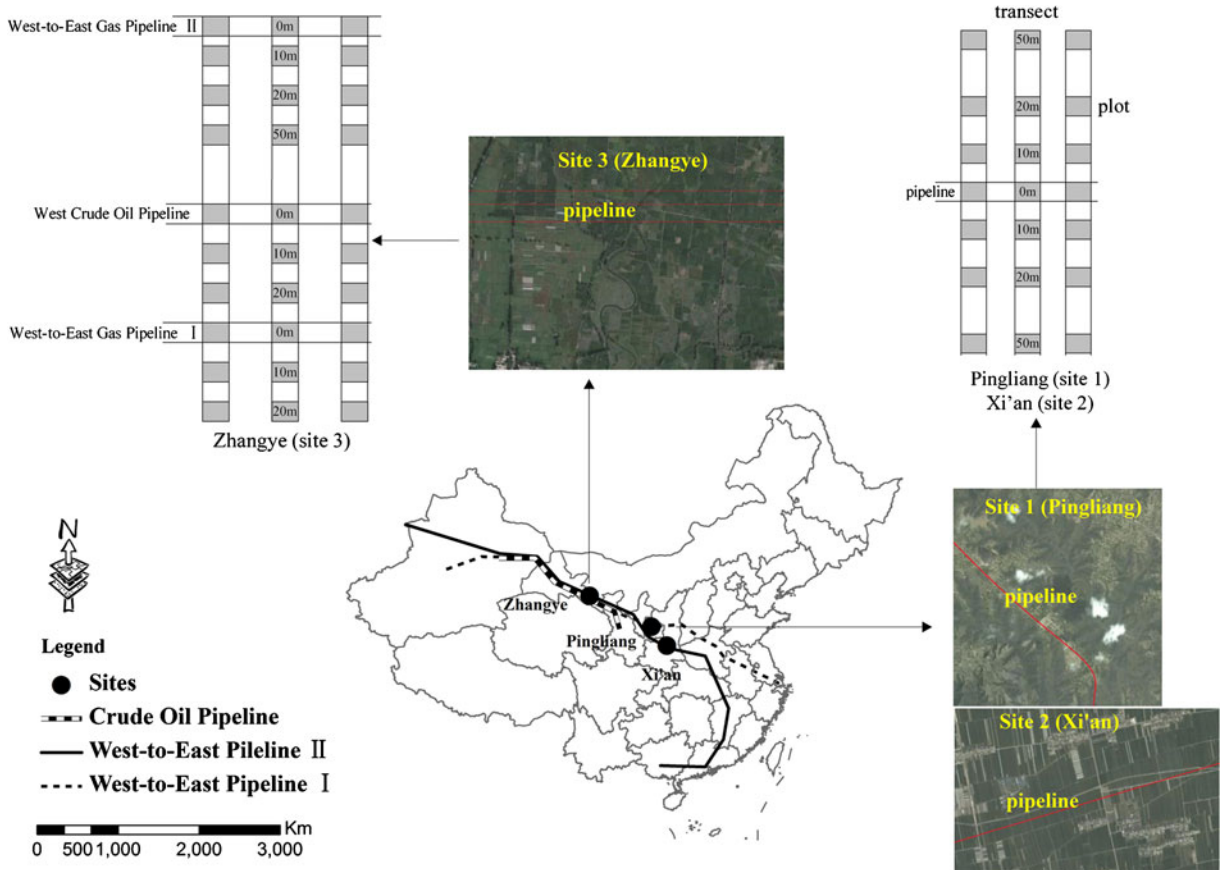 West-to-East Gas Pipeline II
0m
10m
20m
50m
West Crude Oil Pipeline
0m
10m
20m
West-to-East Gas Pipeline I
0m
10m
20m
Zhangye (site 3)
Site 3 (Zhangye)
pipeline
transect
50m
20m
plot
10m
pipeline
0m
10m
20m
50m
Pingliang (site 1)
Xi'an (site 2)
Zhangye
Pingliang
Xi'an
Site 1 (Pingliang)
pipeline
Site 2 (Xi'an)
pipeline
N
Legend
Sites
Crude Oil Pipeline
West-to-East Pileline II
West-to-East Pipeline I
Km
0 500 1,000 2,000 3,000